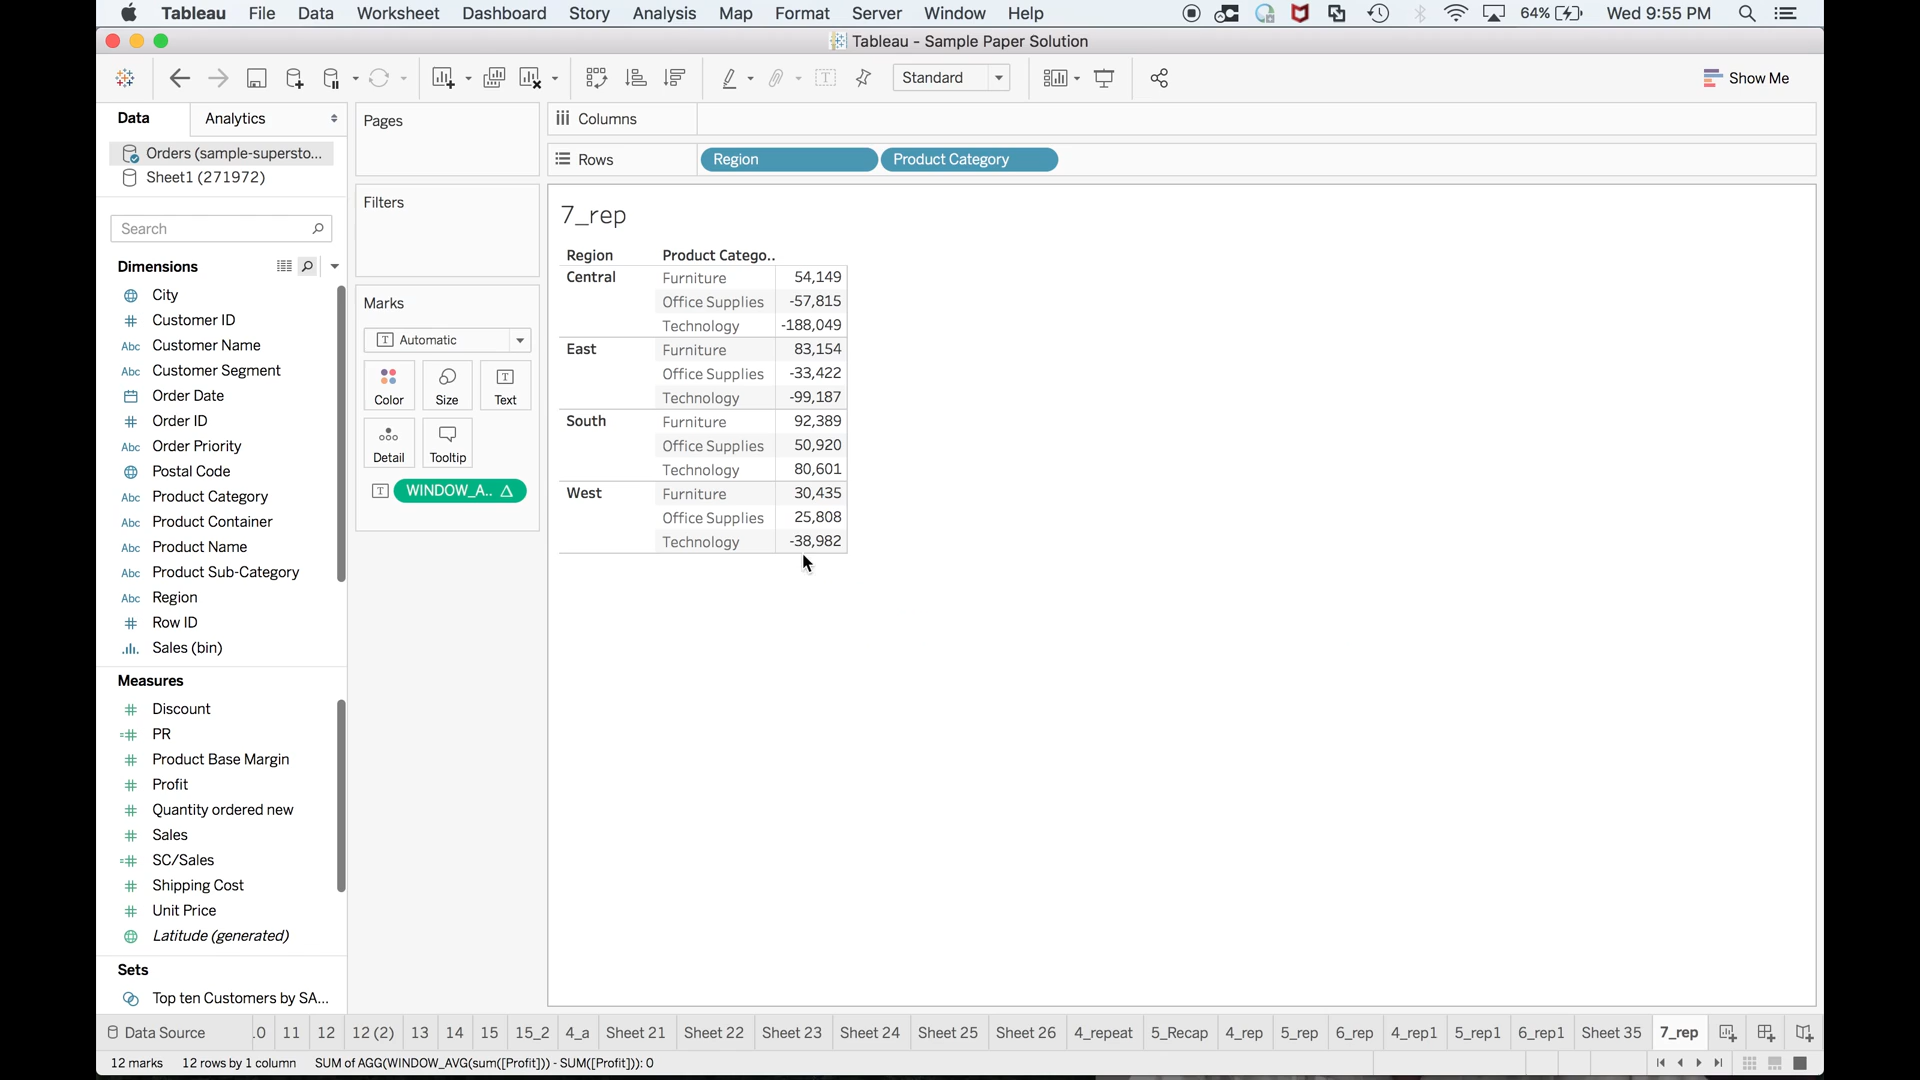 Tableau File Data Worksheet Dashboard Story Analysis Map Format Server Window Help 64% Wed 9:55 PM
Tableau - Sample Paper Solution
Standard Show Me
Data Analytics
Orders (sample-supersto...
Sheet1 (271972)
Search
Dimensions
City
# Customer ID
Abc Customer Name
Abc Customer Segment
Order Date
# Order ID
Abc Order Priority
Postal Code
Abc Product Category
Abc Product Container
Abc Product Name
Abc Product Sub-Category
Abc Region
# Row ID
Sales (bin)
Measures
# Discount
=# PR
# Product Base Margin
# Profit
# Quantity ordered new
# Sales
=# SC/Sales
# Shipping Cost
# Unit Price
Latitude (generated)
Sets
Top ten Customers by SA...
Pages
Filters
Marks
T Automatic
Color Size T Text
Detail Tooltip
T WINDOW_A.. Δ
Columns
Rows Region Product Category
7_rep
Region Product Catego..
Central Furniture 54,149
Office Supplies -57,815
Technology -188,049
East Furniture 83,154
Office Supplies -33,422
Technology -99,187
South Furniture 92,389
Office Supplies 50,920
Technology 80,601
West Furniture 30,435
Office Supplies 25,808
Technology -38,982
Data Source .0 11 12 12 (2) 13 14 15 15_2 4_a Sheet 21 Sheet 22 Sheet 23 Sheet 24 Sheet 25 Sheet 26 4_repeat 5_Recap 4_rep 5_rep 6_rep 4_rep1 5_rep1 6_rep1 Sheet 35 7_rep
12 marks 12 rows by 1 column SUM of AGG(WINDOW_AVG(sum([Profit])) - SUM([Profit])): 0